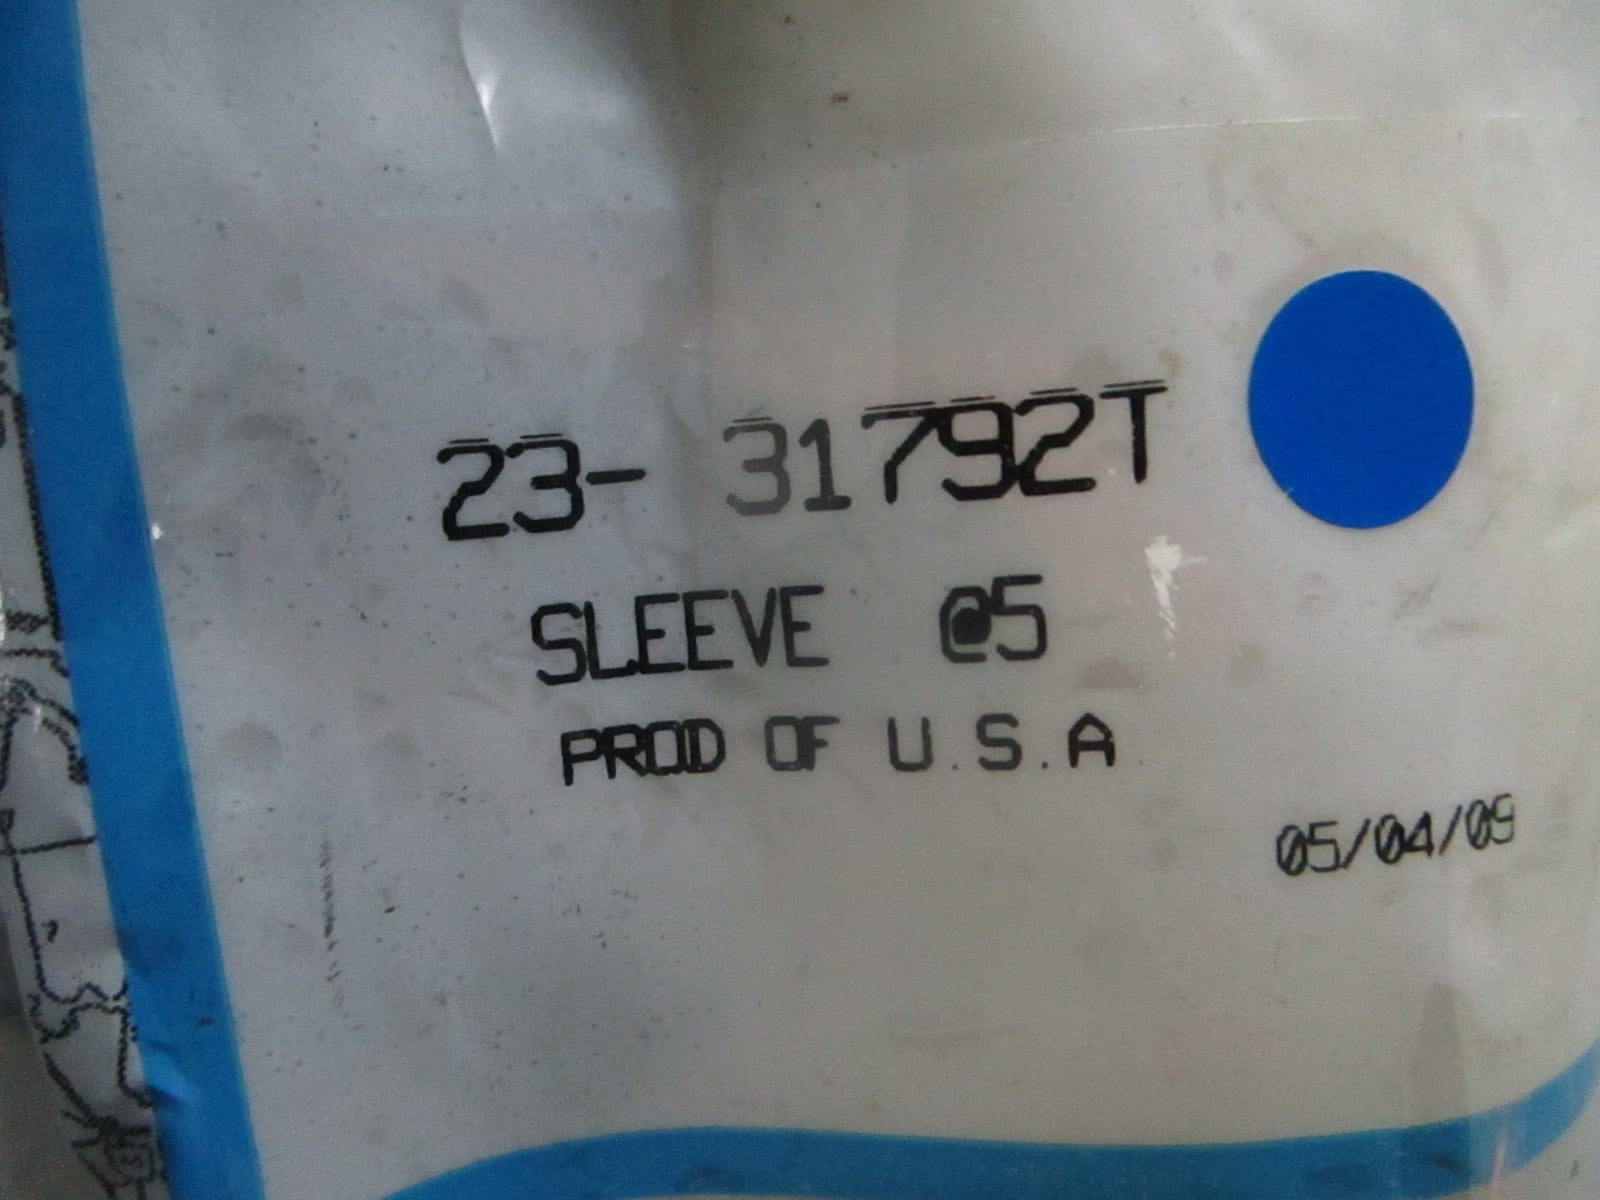 23- 31792T
SLEEVE @5
PROD OF U.S.A.
05/04/09